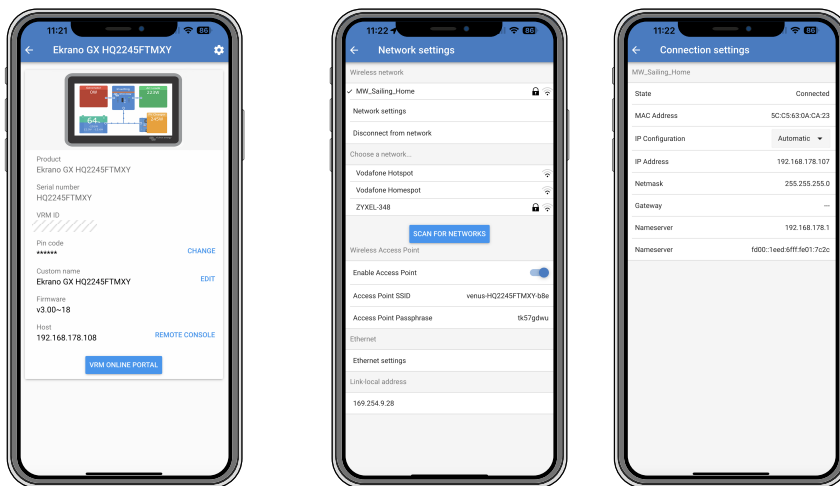 11:21
86
Ekrano GX HQ2245FTMXY
0W
223W
64
245W
Product
Ekrano GX HQ2245FTMXY
Serial number
HQ2245FTMXY
VRM ID
Pin code
****** CHANGE
Custom name
Ekrano GX HQ2245FTMXY EDIT
Firmware
v3.00~18
Host
192.168.178.108 REMOTE CONSOLE
VRM ONLINE PORTAL
11:22
86
Network settings
Wireless network
MW_Sailing_Home
Network settings
Disconnect from network
Choose a network...
Vodafone Hotspot
Vodafone Homespot
ZYXEL-348
SCAN FOR NETWORKS
Wireless Access Point
Enable Access Point
Access Point SSID venus-HQ2245FTMXY-b8e
Access Point Passphrase tk57gdwu
Ethernet
Ethernet settings
Link-local address
169.254.9.28
11:22
86
Connection settings
MW_Sailing_Home
State Connected
MAC Address 5C:C5:63:0A:CA:23
IP Configuration Automatic
IP Address 192.168.178.107
Netmask 255.255.255.0
Gateway ---
Nameserver 192.168.178.1
Nameserver fd00::1eed:6fff:fe01:7c2c